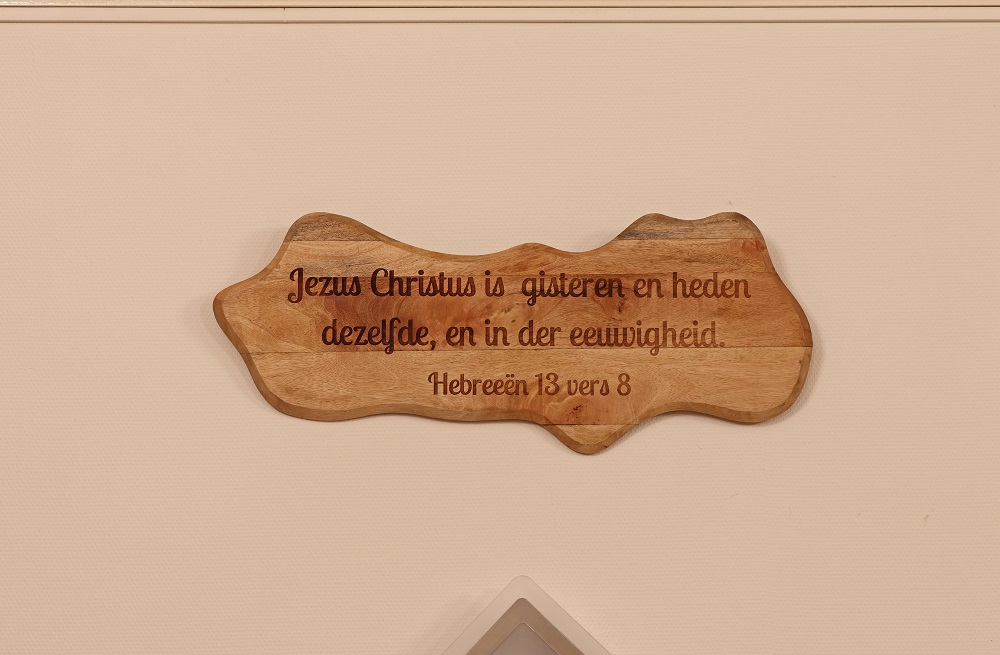 Jezus Christus is gisteren en heden
dezelfde, en in der eeuwigheid.
Hebreeën 13 vers 8